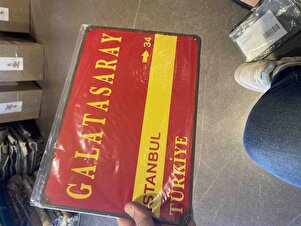 GALATASARAY
→ 34
İSTANBUL
TÜRKİYE